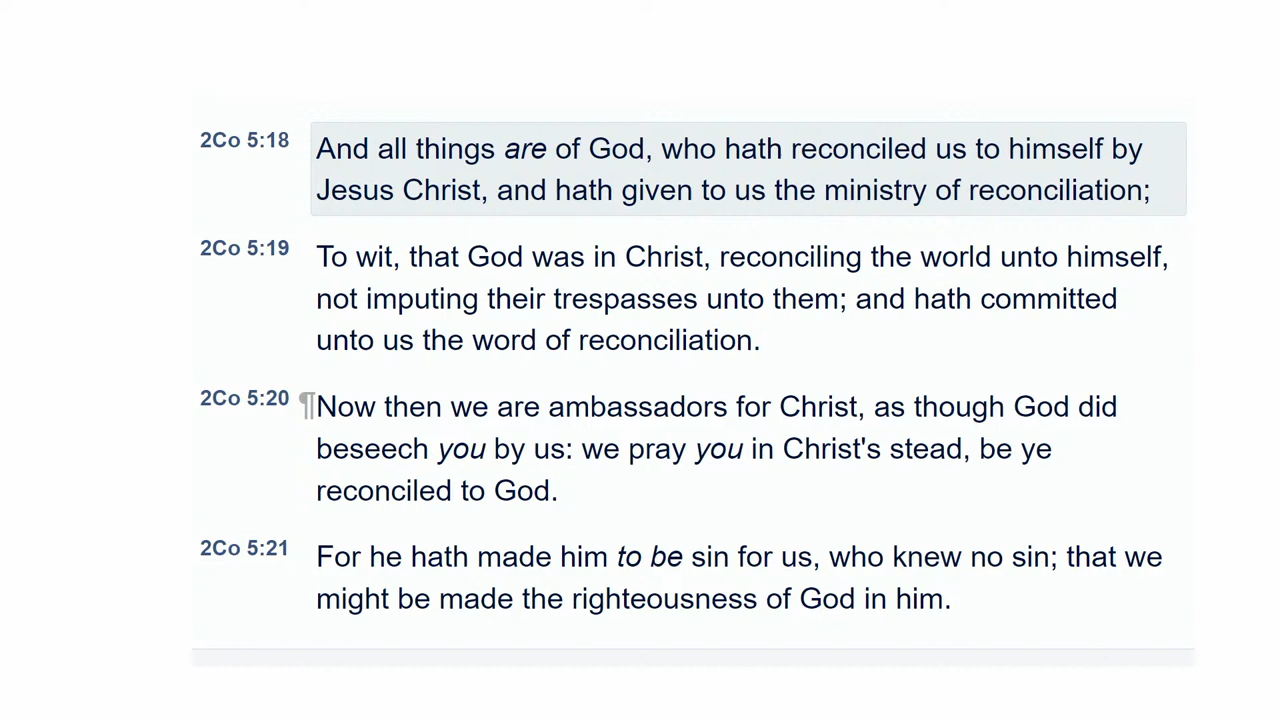 2Co 5:18 And all things are of God, who hath reconciled us to himself by
Jesus Christ, and hath given to us the ministry of reconciliation;
2Co 5:19 To wit, that God was in Christ, reconciling the world unto himself,
not imputing their trespasses unto them; and hath committed
unto us the word of reconciliation.
2Co 5:20 ¶Now then we are ambassadors for Christ, as though God did
beseech you by us: we pray you in Christ's stead, be ye
reconciled to God.
2Co 5:21 For he hath made him to be sin for us, who knew no sin; that we
might be made the righteousness of God in him.